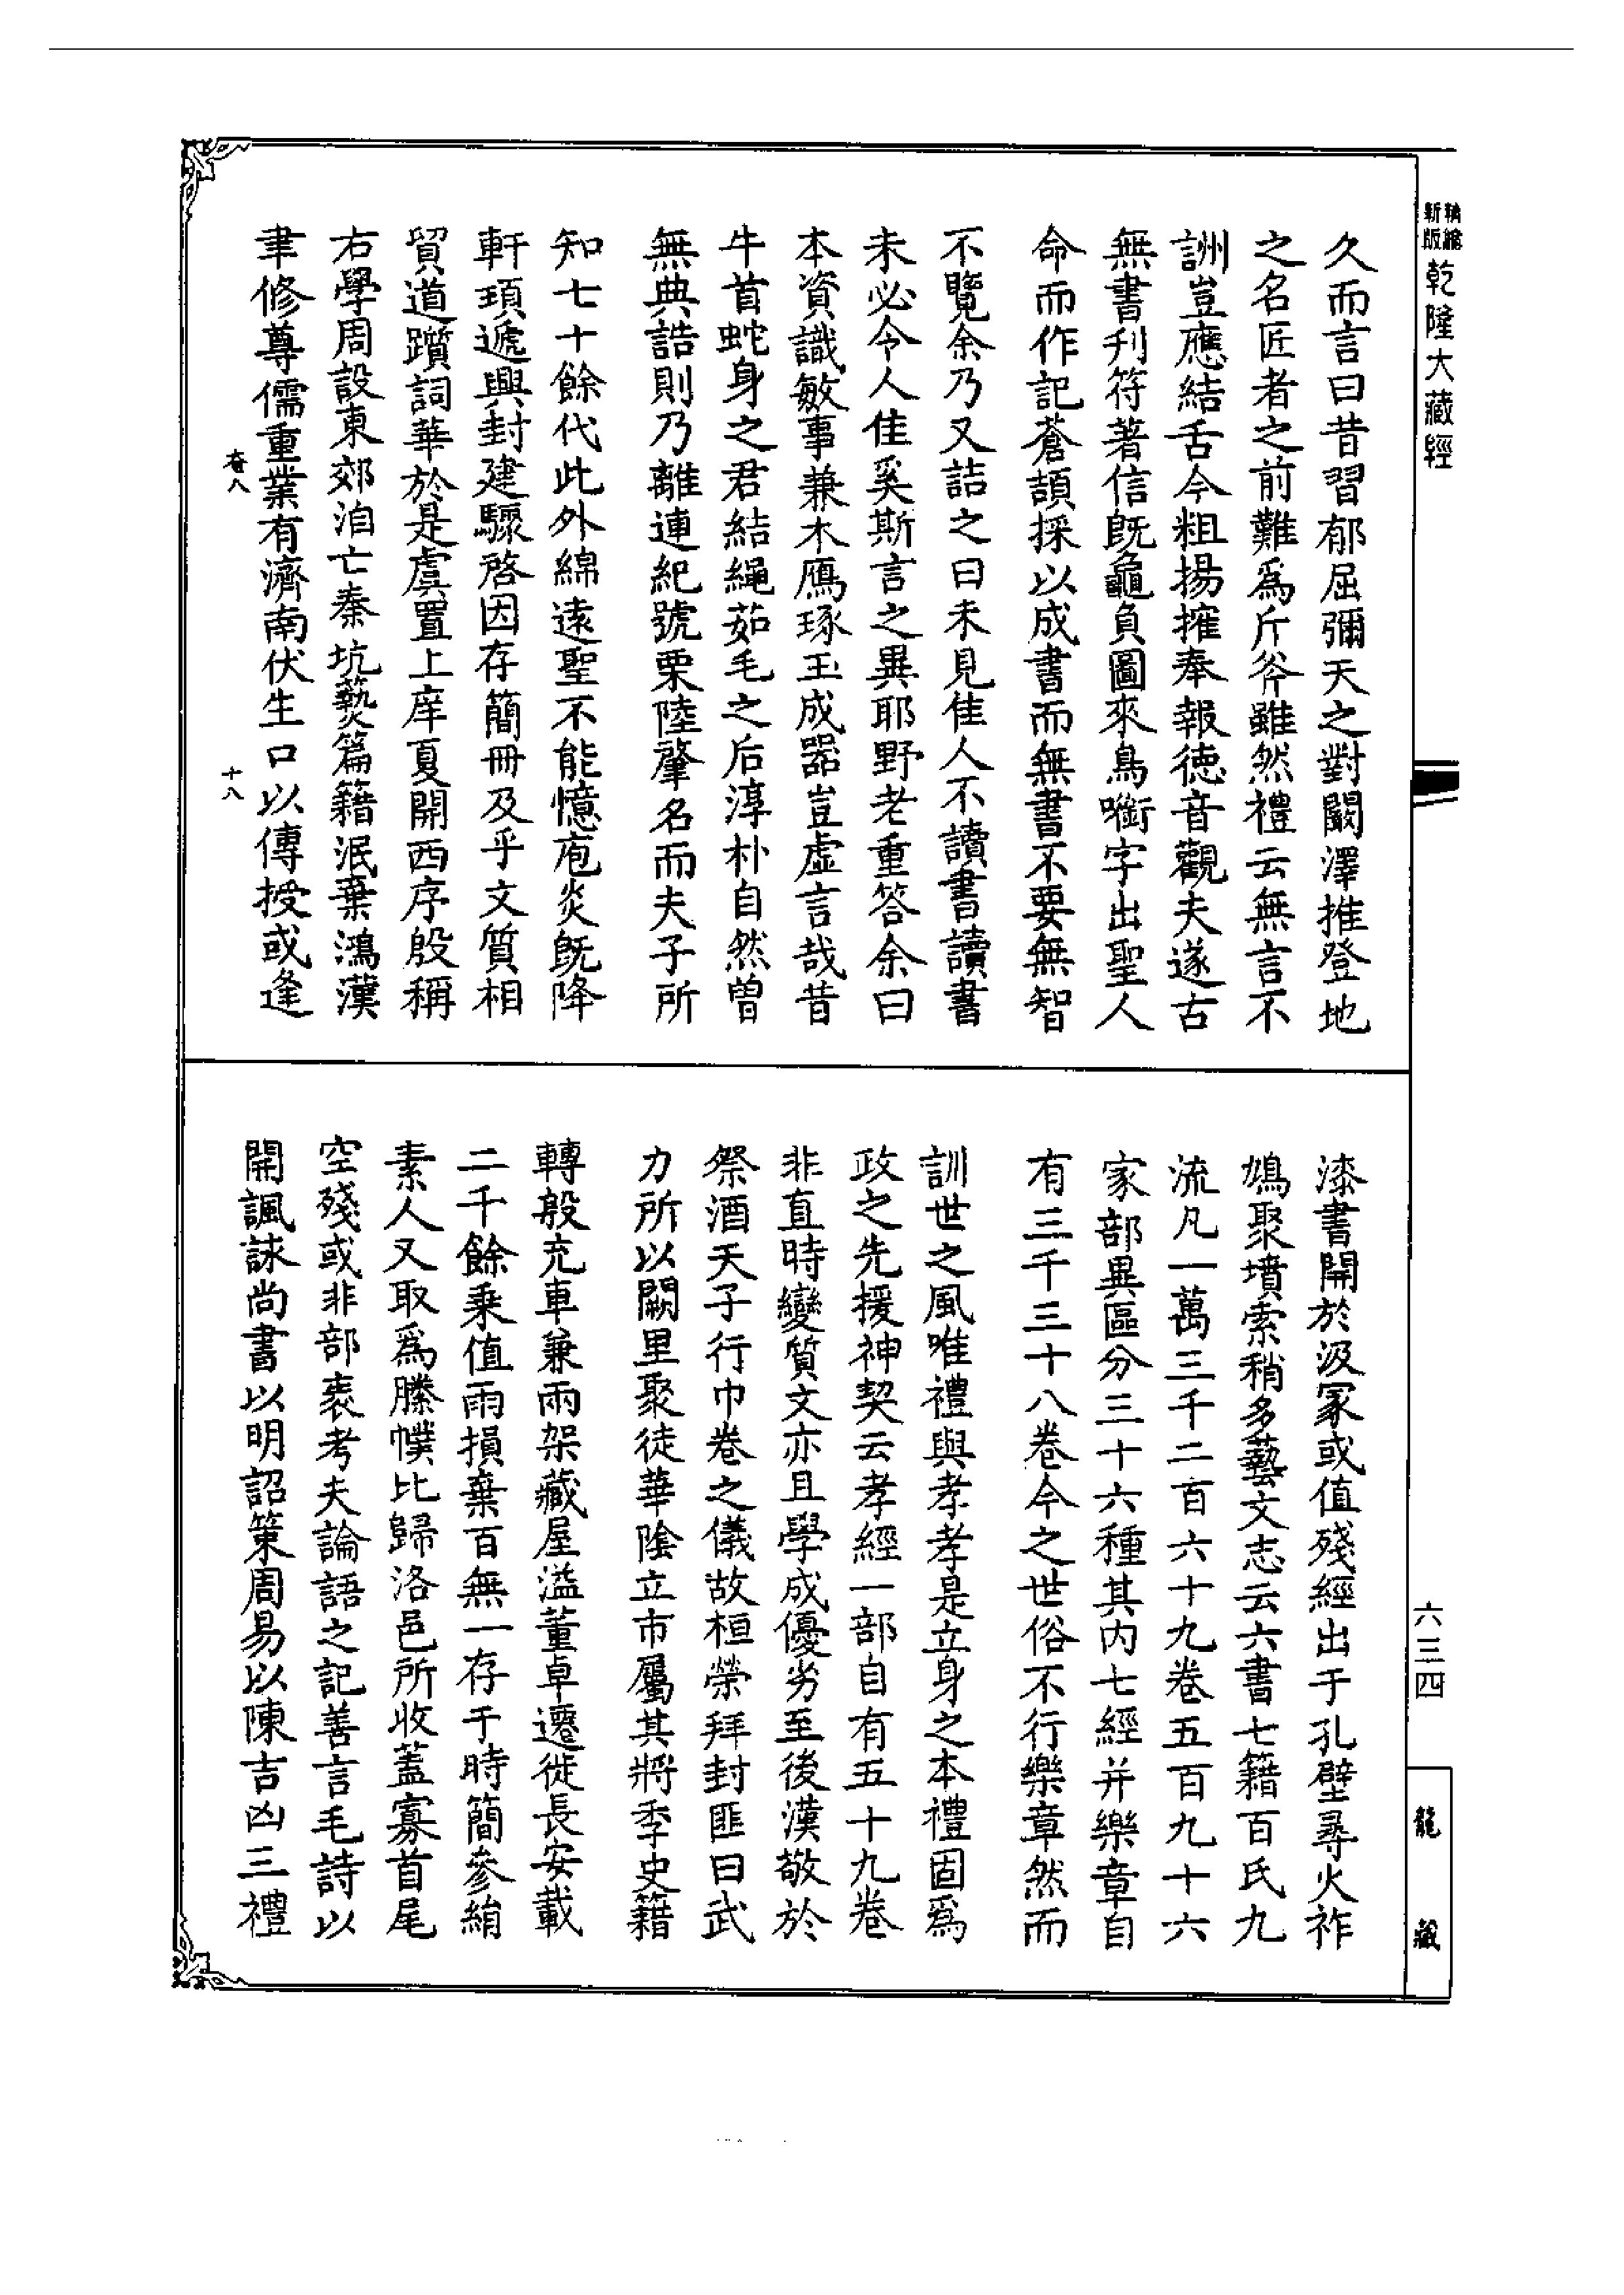 新版精縮乾隆大藏經
久而言曰昔習郁屈彌天之對闞澤推登地
之名匠者之前難爲斤斧雖然禮云無言不
詶豈應結舌今粗揚搉奉報德音觀夫遂古
無書刋符著信旣龜負圖來鳥㘅字出聖人
命而作記蒼頡採以成書而無書不要無智
不覽余乃又詰之曰未見佳人不讀書讀書
未必令人佳奚斯言之異耶野老重答余曰
本資識敏事兼木鴈琢玉成器豈虛言哉昔
牛首蛇身之君結繩茹毛之后淳朴自然曾
無典誥則乃離連紀號栗陸肇名而夫子所
知七十餘代此外綿遠聖不能憶庖炎旣降
軒頊遞興封建驟啓因存簡冊及乎文質相
貿道躓詞華於是虞置上庠夏開西序殷稱
右學周設東郊洎亡秦坑𦶟篇籍泯棄鴻漢
聿修尊儒重業有濟南伏生口以傳授或逢
奄八 十八
漆書開於汲冢或值殘經出于孔壁尋火祚
鳩聚墳索稍多藝文志云六書七籍百氏九
流凡一萬三千二百六十九卷五百九十六
家部異區分三十六種其內七經并樂章自
有三千三十八卷今之世俗不行樂章然而
訓世之風唯禮與孝孝是立身之本禮固爲
政之先援神契云孝經一部自有五十九卷
非直時變質文亦且學成優劣至後漢敬於
祭酒天子行巾卷之儀故桓榮拜封匪曰武
力所以闕里聚徒華陰立市屬其將季史籍
轉般充車兼兩架藏屋溢董卓遷徙長安載
二千餘乘值雨損棄百無一存于時簡參絹
素人又取爲縢幞比歸洛邑所收蓋寡首尾
空殘或非部袠考夫論語之記善言毛詩以
開諷詠尚書以明詔策周易以陳吉凶三禮
六三四
龍藏